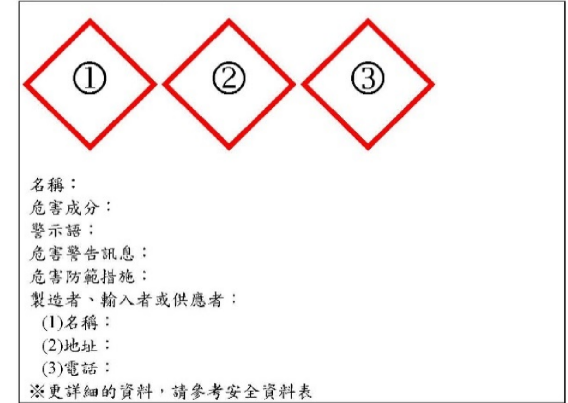 ① ② ③
名稱：
危害成分：
警示語：
危害警告訊息：
危害防範措施：
製造者、輸入者或供應者：
(1)名稱：
(2)地址：
(3)電話：
※更詳細的資料，請參考安全資料表